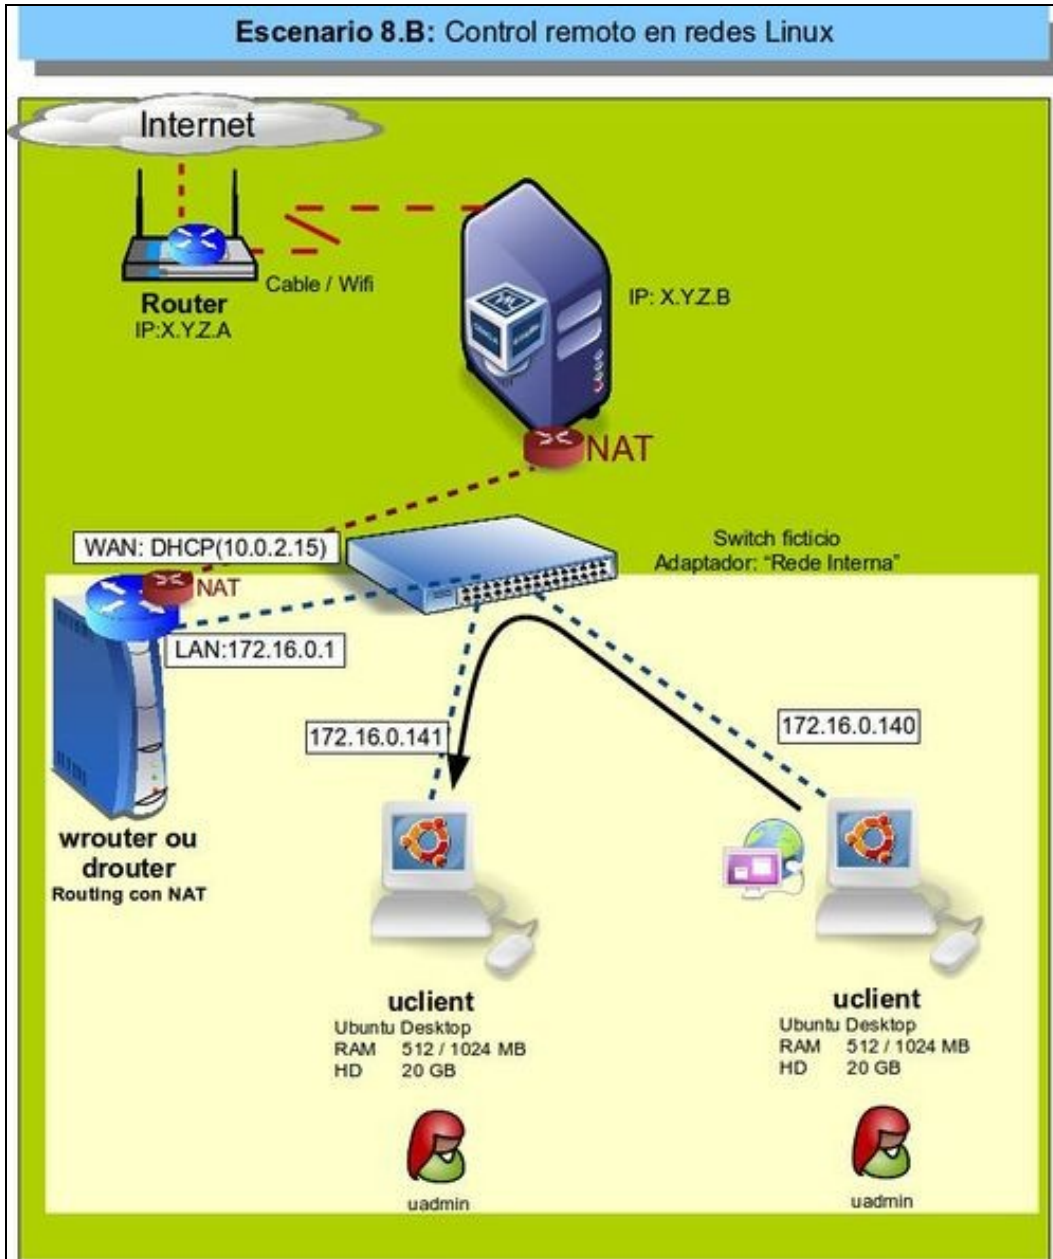 Escenario 8.B: Control remoto en redes Linux
Internet
Cable / Wifi
Router
IP:X.Y.Z.A
IP: X.Y.Z.B
NAT
WAN: DHCP(10.0.2.15)
Switch ficticio
Adaptador: “Rede Interna”
NAT
LAN:172.16.0.1
172.16.0.141
172.16.0.140
wrouter ou
drouter
Routing con NAT
uclient
Ubuntu Desktop
RAM 512 / 1024 MB
HD 20 GB
uadmin
uclient
Ubuntu Desktop
RAM 512 / 1024 MB
HD 20 GB
uadmin